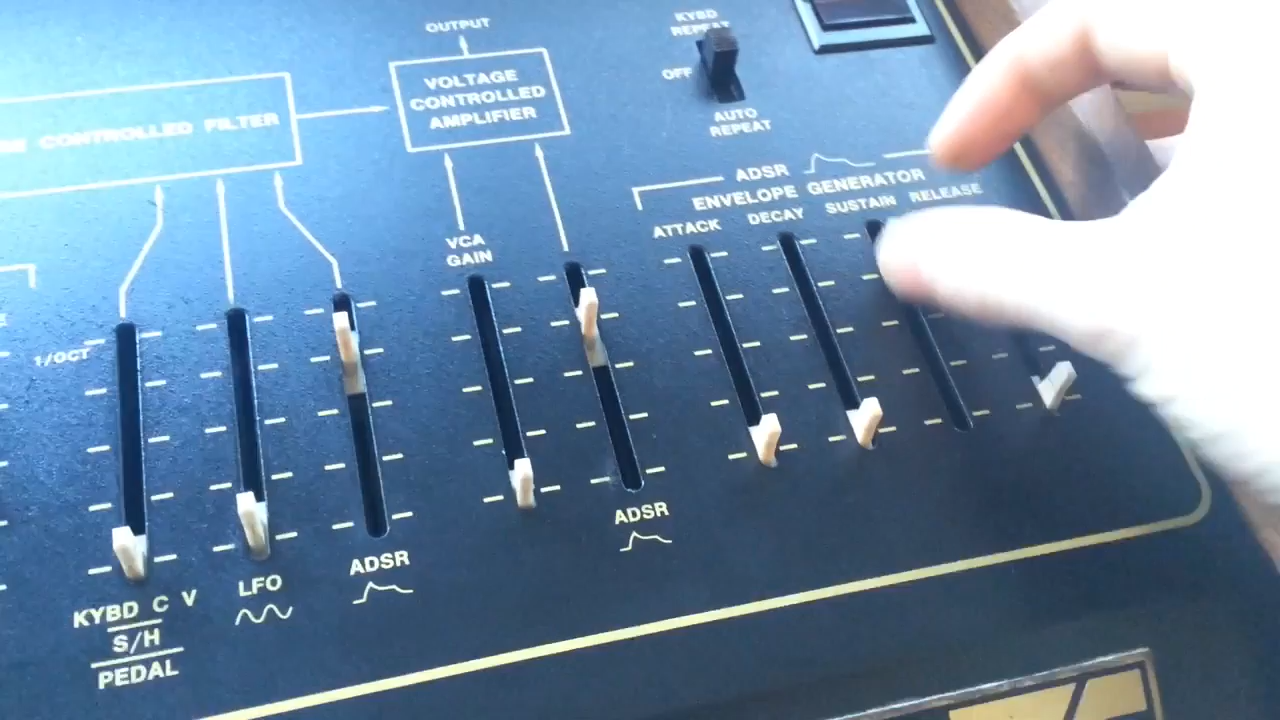 OUTPUT
KYBD
REPEAT
VOLTAGE
CONTROLLED
AMPLIFIER
OFF
CONTROLLED FILTER
AUTO
REPEAT
ADSR
ENVELOPE GENERATOR
ATTACK DECAY SUSTAIN RELEASE
VCA
GAIN
1/OCT
ADSR
ADSR
LFO
KYBD C V
S/H
PEDAL